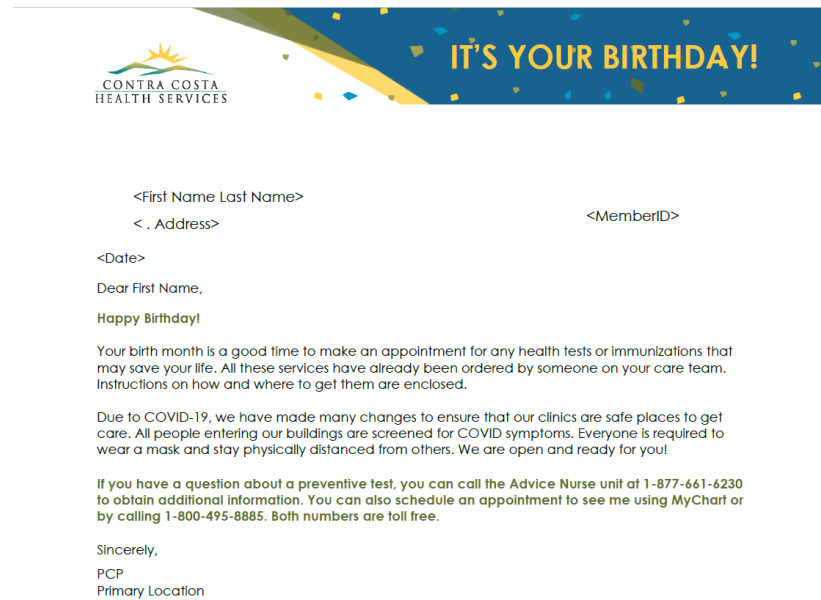 IT'S YOUR BIRTHDAY!
CONTRA COSTA
HEALTH SERVICES
<First Name Last Name>
< . Address>
<MemberID>
<Date>
Dear First Name,
Happy Birthday!
Your birth month is a good time to make an appointment for any health tests or immunizations that
may save your life. All these services have already been ordered by someone on your care team.
Instructions on how and where to get them are enclosed.
Due to COVID-19, we have made many changes to ensure that our clinics are safe places to get
care. All people entering our buildings are screened for COVID symptoms. Everyone is required to
wear a mask and stay physically distanced from others. We are open and ready for you!
If you have a question about a preventive test, you can call the Advice Nurse unit at 1-877-661-6230
to obtain additional information. You can also schedule an appointment to see me using MyChart or
by calling 1-800-495-8885. Both numbers are toll free.
Sincerely,
PCP
Primary Location